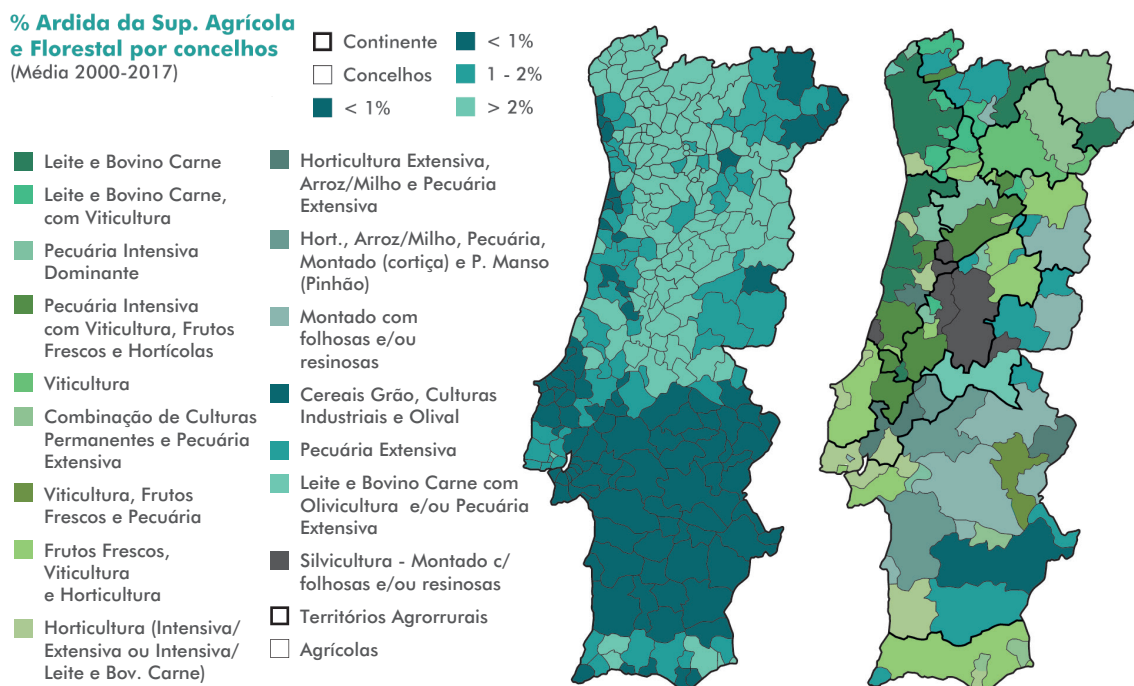 % Ardida da Sup. Agrícola
e Florestal por concelhos
(Média 2000-2017)
Continente
Concelhos
< 1%
< 1%
1 - 2%
> 2%
Leite e Bovino Carne
Leite e Bovino Carne,
com Viticultura
Pecuária Intensiva
Dominante
Pecuária Intensiva
com Viticultura, Frutos
Frescos e Hortícolas
Viticultura
Combinação de Culturas
Permanentes e Pecuária
Extensiva
Viticultura, Frutos
Frescos e Pecuária
Frutos Frescos,
Viticultura
e Horticultura
Horticultura (Intensiva/
Extensiva ou Intensiva/
Leite e Bov. Carne)
Horticultura Extensiva,
Arroz/Milho e Pecuária
Extensiva
Hort., Arroz/Milho, Pecuária,
Montado (cortiça) e P. Manso
(Pinhão)
Montado com
folhosas e/ou
resinosas
Cereais Grão, Culturas
Industriais e Olival
Pecuária Extensiva
Leite e Bovino Carne com
Olivicultura e/ou Pecuária
Extensiva
Silvicultura - Montado c/
folhosas e/ou resinosas
Territórios Agrorrurais
Agrícolas